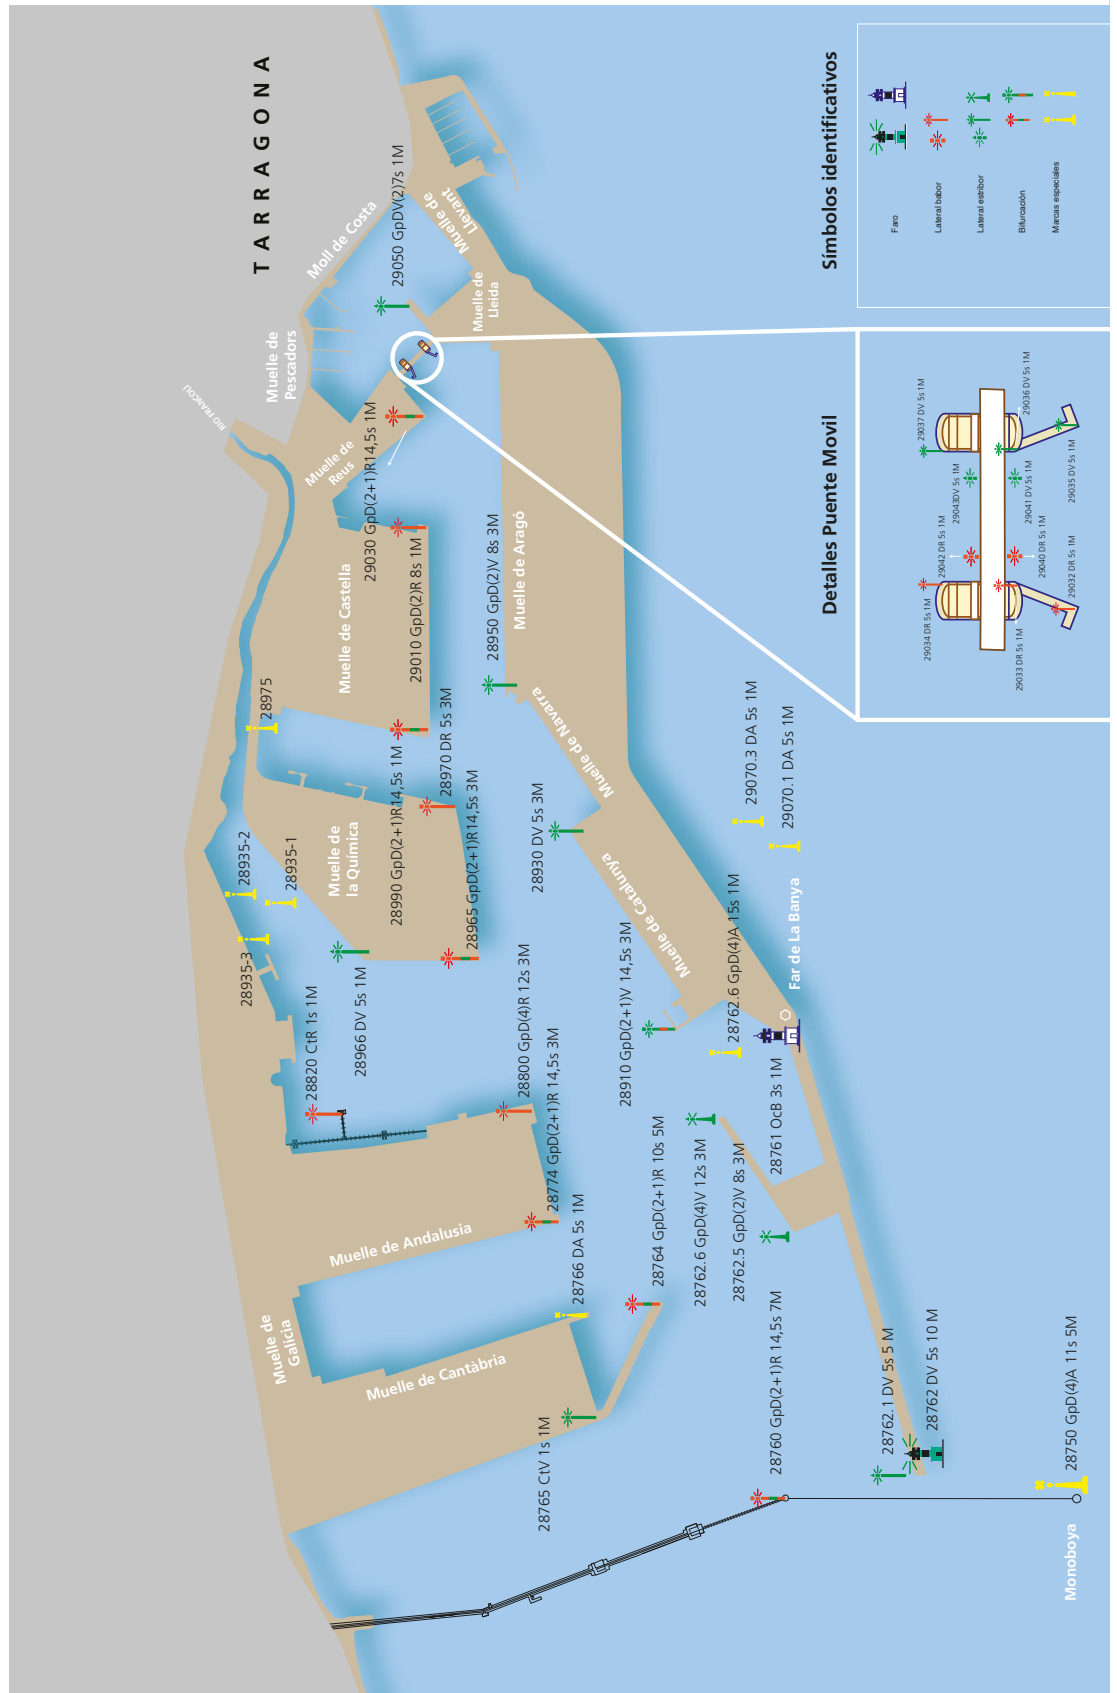 TARRAGONA
RIO FRANCOLÍ
Muelle de
Pescadors
Moll de Costa
Muelle de
Llevant
Muelle de
Lleida
Muelle de
Reus
Muelle de Castella
Muelle de Aragó
Muelle de Navarra
Muelle de Catalunya
Muelle de
la Química
Muelle de Andalusia
Muelle de
Galícia
Muelle de Cantàbria
Far de La Banya
Monoboya
29050 GpDV(2)7s 1M
29030 GpD(2+1)R14,5s 1M
29010 GpD(2)R 8s 1M
28950 GpD(2)V 8s 3M
28975
28990 GpD(2+1)R14,5s 1M
28970 DR 5s 3M
28965 GpD(2+1)R14,5s 3M
28930 DV 5s 3M
28935-2
28935-1
28935-3
28966 DV 5s 1M
28820 CtR 1s 1M
28800 GpD(4)R 12s 3M
28774 GpD(2+1)R 14,5s 3M
28910 GpD(2+1)V 14,5s 3M
29070.3 DA 5s 1M
29070.1 DA 5s 1M
28762.6 GpD(4)A 15s 1M
28761 OcB 3s 1M
28766 DA 5s 1M
28764 GpD(2+1)R 10s 5M
28762.6 GpD(4)V 12s 3M
28762.5 GpD(2)V 8s 3M
28765 CtV 1s 1M
28760 GpD(2+1)R 14,5s 7M
28762.1 DV 5s 5 M
28762 DV 5s 10 M
28750 GpD(4)A 11s 5M
Símbolos identificativos
Faro
Lateral babor
Lateral estribor
Bifurcación
Marcas especiales
Detalles Puente Movil
29034 DR 5s 1M
29042 DR 5s 1M
29043DV 5s 1M
29037 DV 5s 1M
29033 DR 5s 1M
29040 DR 5s 1M
29032 DR 5s 1M
29041 DV 5s 1M
29036 DV 5s 1M
29035 DV 5s 1M